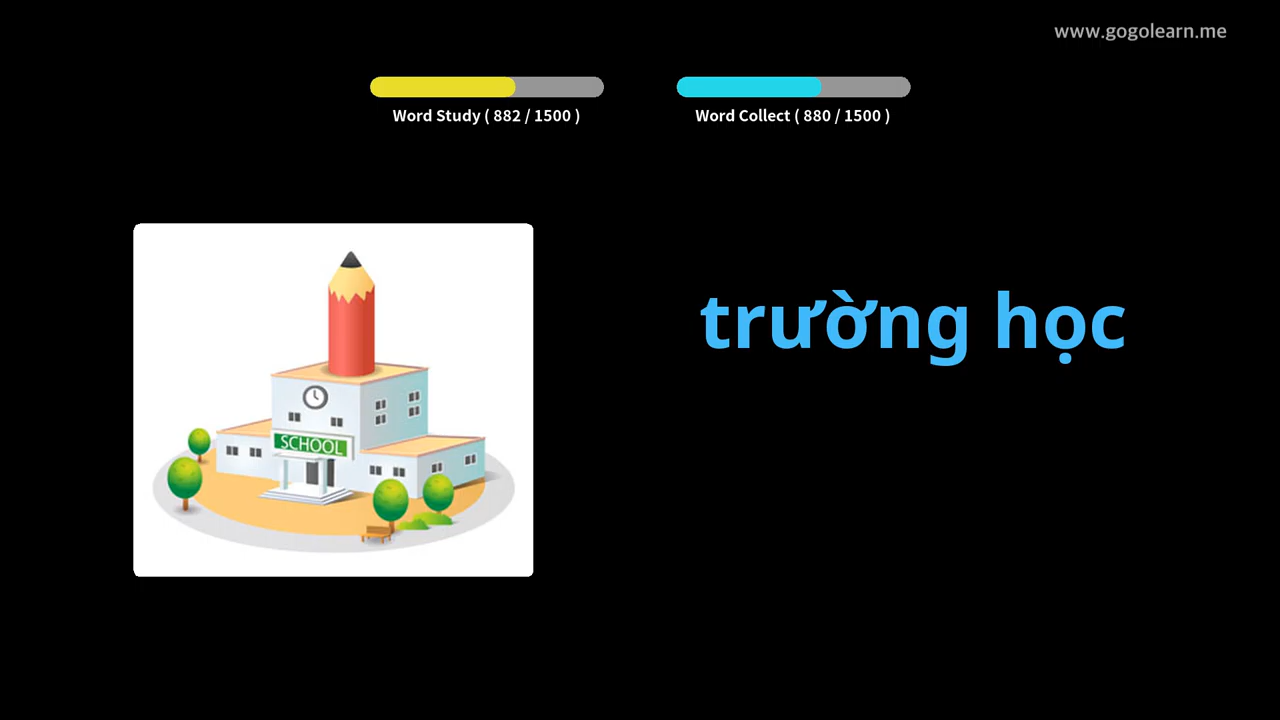 www.gogolearn.me
Word Study ( 882 / 1500 )
Word Collect ( 880 / 1500 )
trường học
SCHOOL